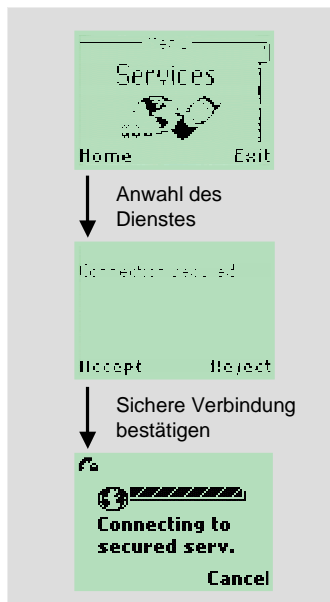 Menu
Services
Home Exit
Anwahl des
Dienstes
Connection secured
Accept Reject
Sichere Verbindung
bestätigen
Connecting to
secured serv.
Cancel